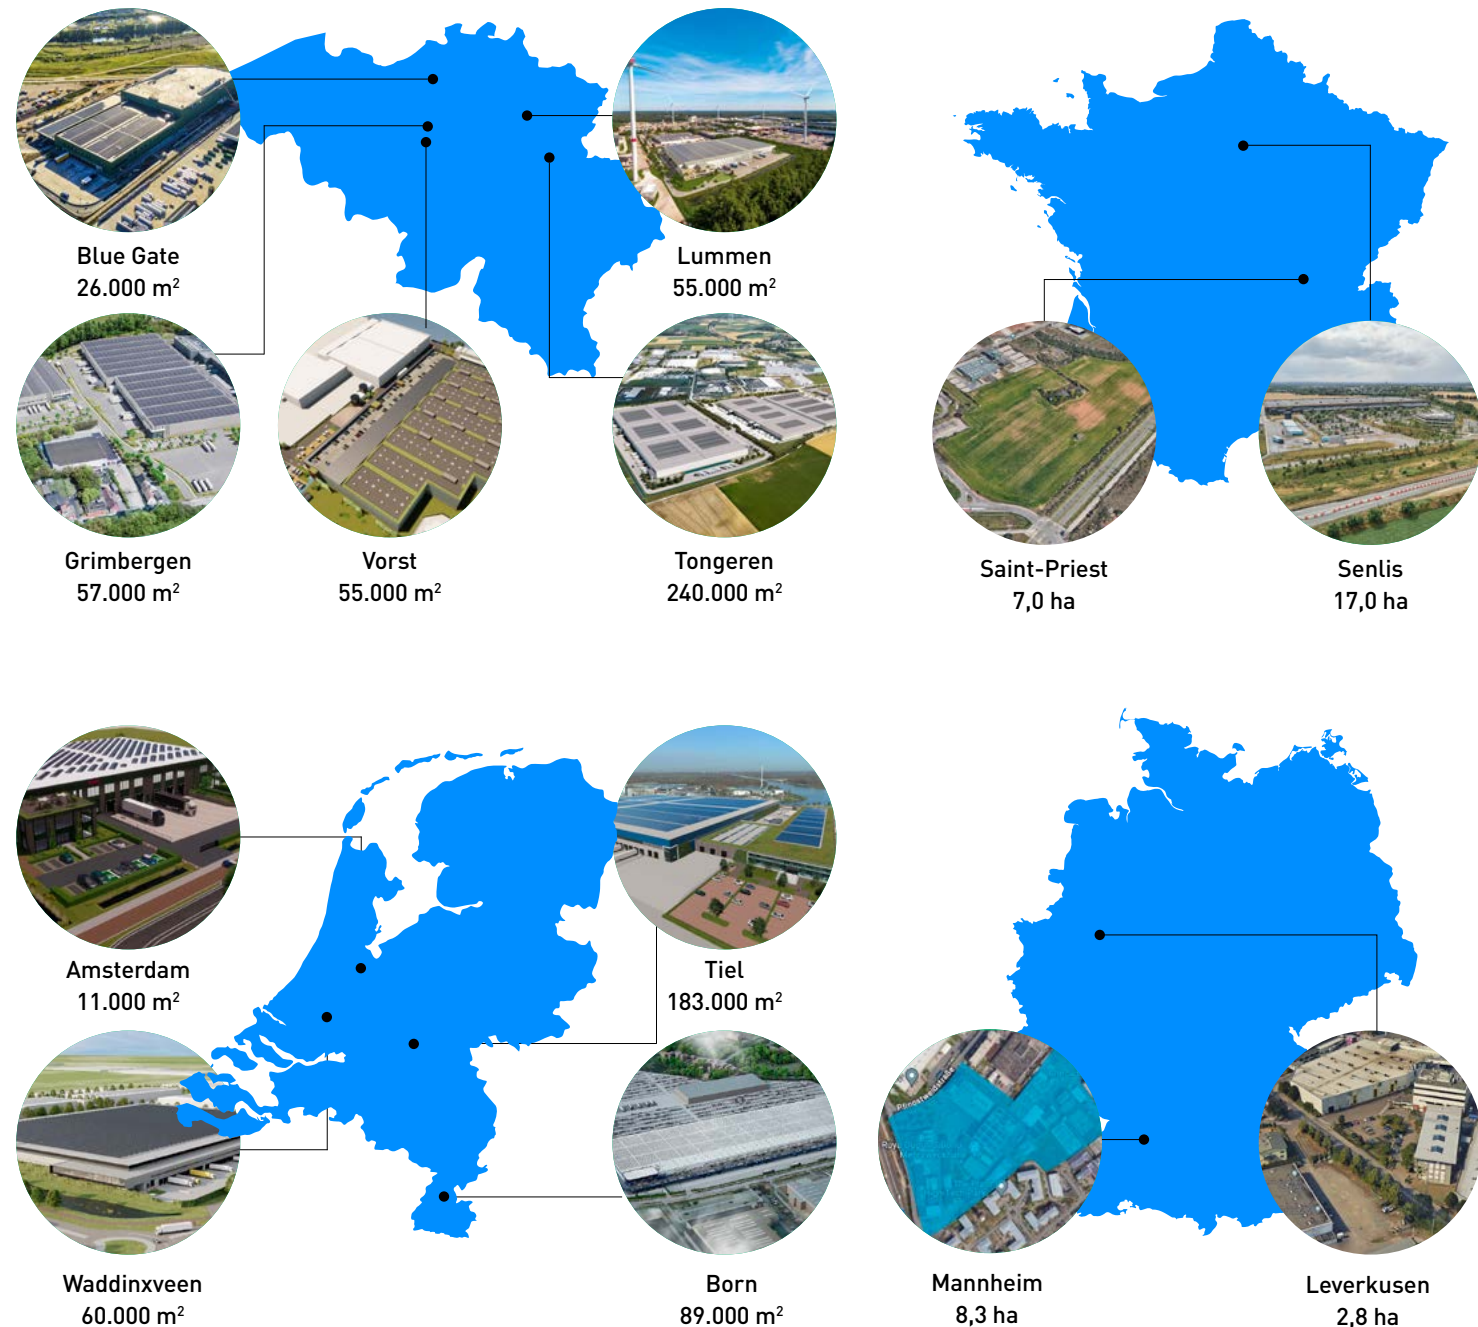 Blue Gate
26.000 m²
Lummen
55.000 m²
Grimbergen
57.000 m²
Vorst
55.000 m²
Tongeren
240.000 m²
Saint-Priest
7,0 ha
Senlis
17,0 ha
Amsterdam
11.000 m²
Tiel
183.000 m²
Waddinxveen
60.000 m²
Born
89.000 m²
Mannheim
8,3 ha
Leverkusen
2,8 ha